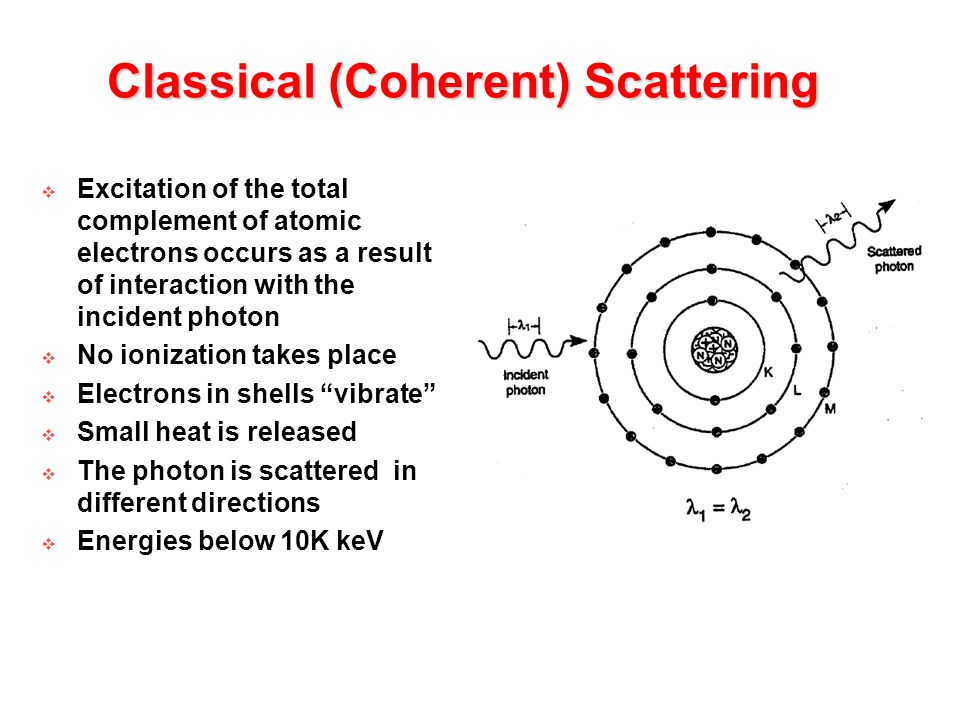 Classical (Coherent) Scattering
❖ Excitation of the total
complement of atomic
electrons occurs as a result
of interaction with the
incident photon
❖ No ionization takes place
❖ Electrons in shells “vibrate”
❖ Small heat is released
❖ The photon is scattered in
different directions
❖ Energies below 10K keV
λ2
Scattered
photon
λ1
Incident
photon
N
N
N
N
+
+
K
L
M
λ1 = λ2